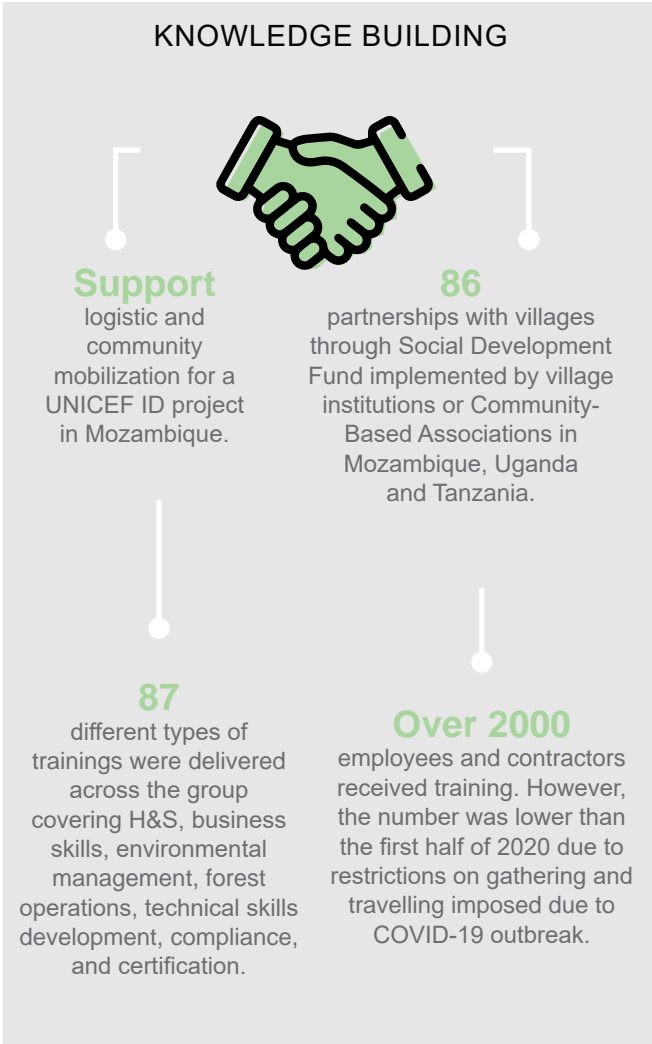 KNOWLEDGE BUILDING
Support
logistic and
community
mobilization for a
UNICEF ID project
in Mozambique.
86
partnerships with villages
through Social Development
Fund implemented by village
institutions or Community-
Based Associations in
Mozambique, Uganda
and Tanzania.
87
different types of
trainings were delivered
across the group
covering H&S, business
skills, environmental
management, forest
operations, technical skills
development, compliance,
and certification.
Over 2000
employees and contractors
received training. However,
the number was lower than
the first half of 2020 due to
restrictions on gathering and
travelling imposed due to
COVID-19 outbreak.